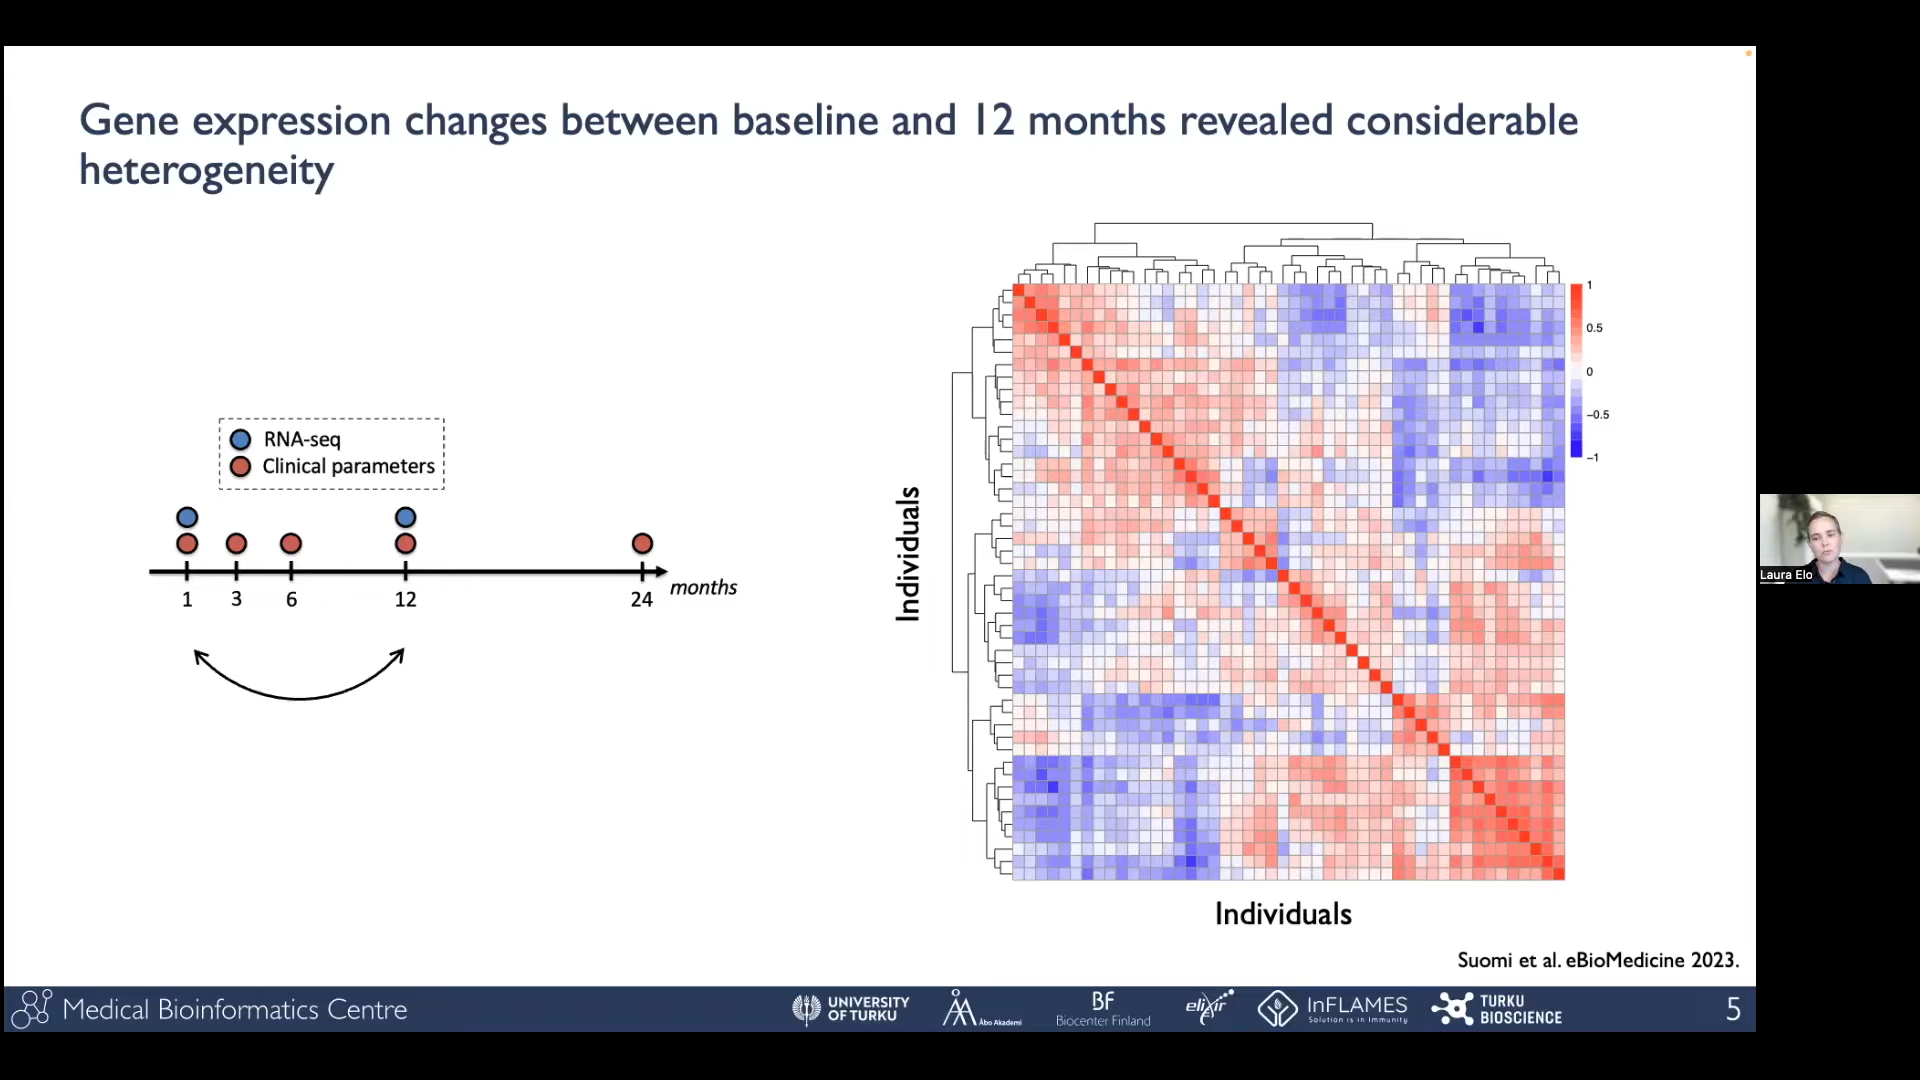 Gene expression changes between baseline and 12 months revealed considerable
heterogeneity
RNA-seq
Clinical parameters
1
3
6
12
24
months
Individuals
1
0.5
0
−0.5
−1
Individuals
Suomi et al. eBioMedicine 2023.
Laura Elo
Medical Bioinformatics Centre
UNIVERSITY
OF TURKU
Åbo Akademi
BF
Biocenter Finland
elixir
InFLAMES
Solution is in Immunity
TURKU
BIOSCIENCE
5